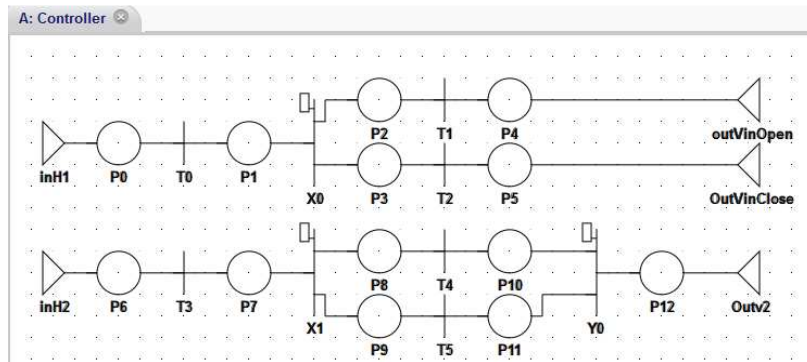 A: Controller
P2 T1 P4 outVinOpen
inH1 P0 T0 P1
X0 P3 T2 P5 OutVinClose
P8 T4 P10
inH2 P6 T3 P7 P12 Outv2
X1 Y0
P9 T5 P11